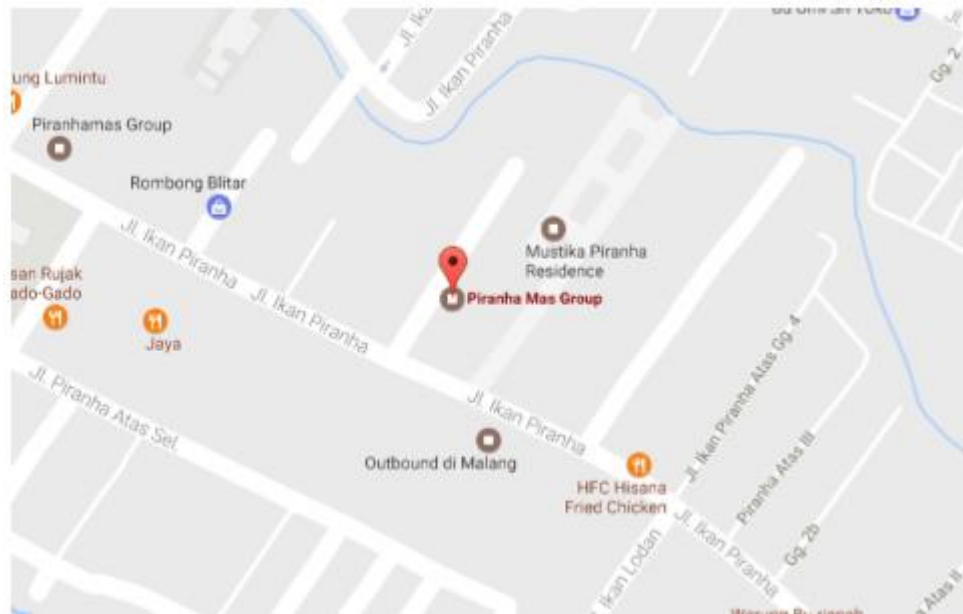 Jl. Ikan Piranha
Gg. 2
ung Lumintu
Piranhamas Group
Rombong Blitar
Jl. Ikan Piranha
Jl. Ikan Piranha
Mustika Piranha
Residence
Piranha Mas Group
san Rujak
ado-Gado
Jaya
Jl. Piranha Atas Sel.
Jl. Ikan Piranha
Outbound di Malang
HFC Hisana
Fried Chicken
Jl. Ikan Piranha Atas Gg. 4
Piranha Atas III
Gg. 2b
Jl. Ikan Piranha
Ikan Lodan
Atas II